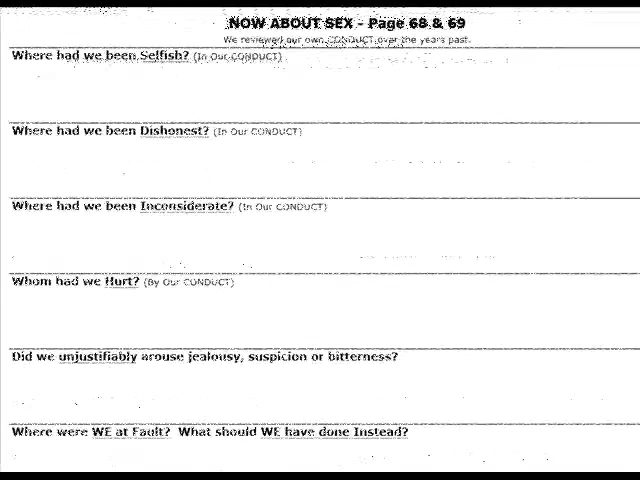 NOW ABOUT SEX - Page 68 & 69
We reviewed our own CONDUCT over the years past.
Where had we been Selfish? (In Our CONDUCT)
Where had we been Dishonest? (In Our CONDUCT)
Where had we been Inconsiderate? (In Our CONDUCT)
Whom had we Hurt? (By Our CONDUCT)
Did we unjustifiably arouse jealousy, suspicion or bitterness?
Where were WE at Fault? What should WE have done Instead?